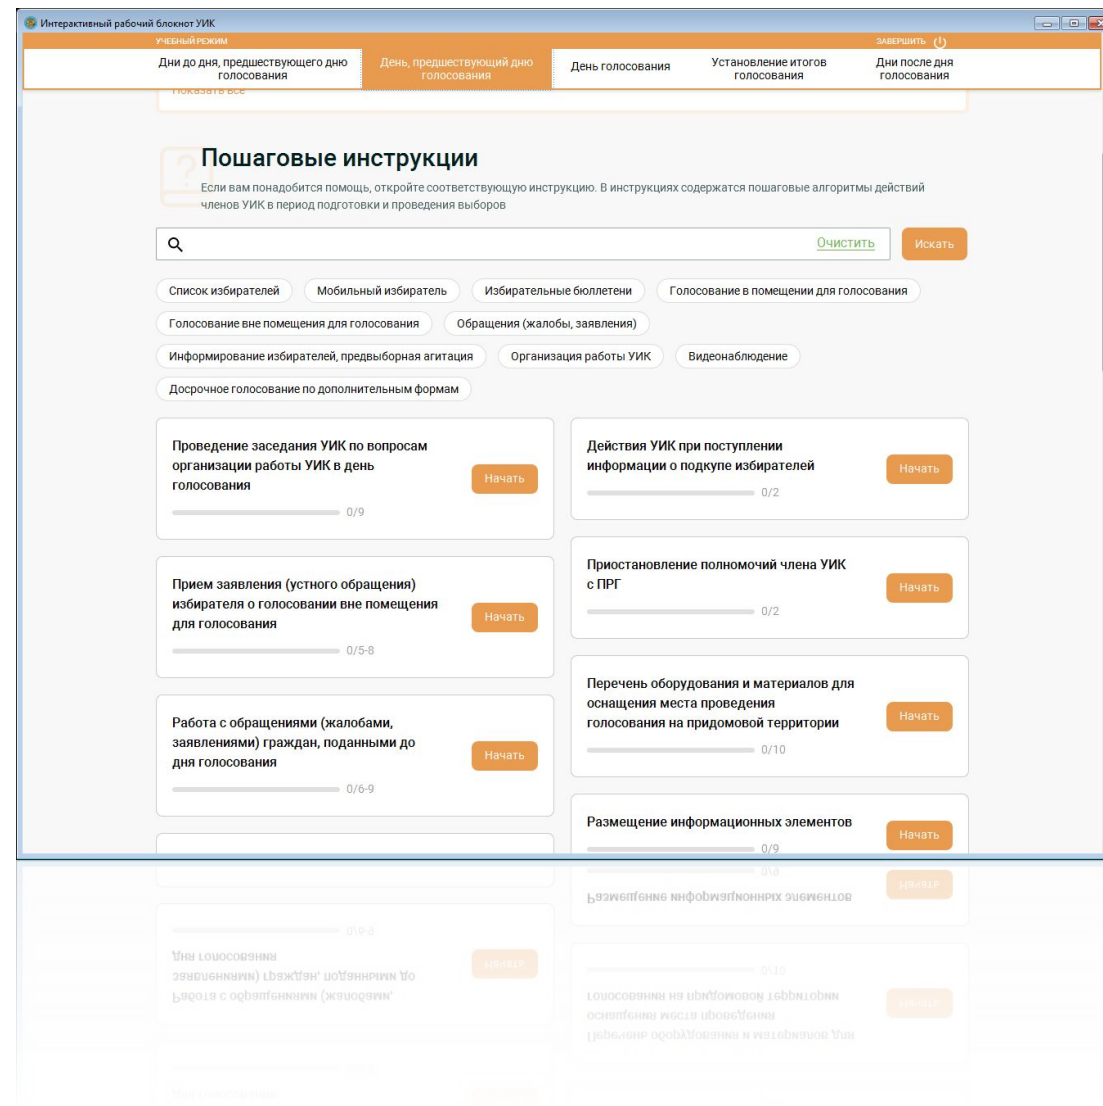 Интерактивный рабочий блокнот УИК
УЧЕБНЫЙ РЕЖИМ
ЗАВЕРШИТЬ
Дни до дня, предшествующего дню
голосования
День, предшествующий дню
голосования
День голосования
Установление итогов
голосования
Дни после дня
голосования
Показать все
Пошаговые инструкции
Если вам понадобится помощь, откройте соответствующую инструкцию. В инструкциях содержатся пошаговые алгоритмы действий
членов УИК в период подготовки и проведения выборов
Очистить
Искать
Список избирателей
Мобильный избиратель
Избирательные бюллетени
Голосование в помещении для голосования
Голосование вне помещения для голосования
Обращения (жалобы, заявления)
Информирование избирателей, предвыборная агитация
Организация работы УИК
Видеонаблюдение
Досрочное голосование по дополнительным формам
Проведение заседания УИК по вопросам
организации работы УИК в день
голосования
Начать
0/9
Прием заявления (устного обращения)
избирателя о голосовании вне помещения
для голосования
Начать
0/5-8
Работа с обращениями (жалобами,
заявлениями) граждан, поданными до
дня голосования
Начать
0/6-9
Действия УИК при поступлении
информации о подкупе избирателей
Начать
0/2
Приостановление полномочий члена УИК
с ПРГ
Начать
0/2
Перечень оборудования и материалов для
оснащения места проведения
голосования на придомовой территории
Начать
0/10
Размещение информационных элементов
Начать
0/9